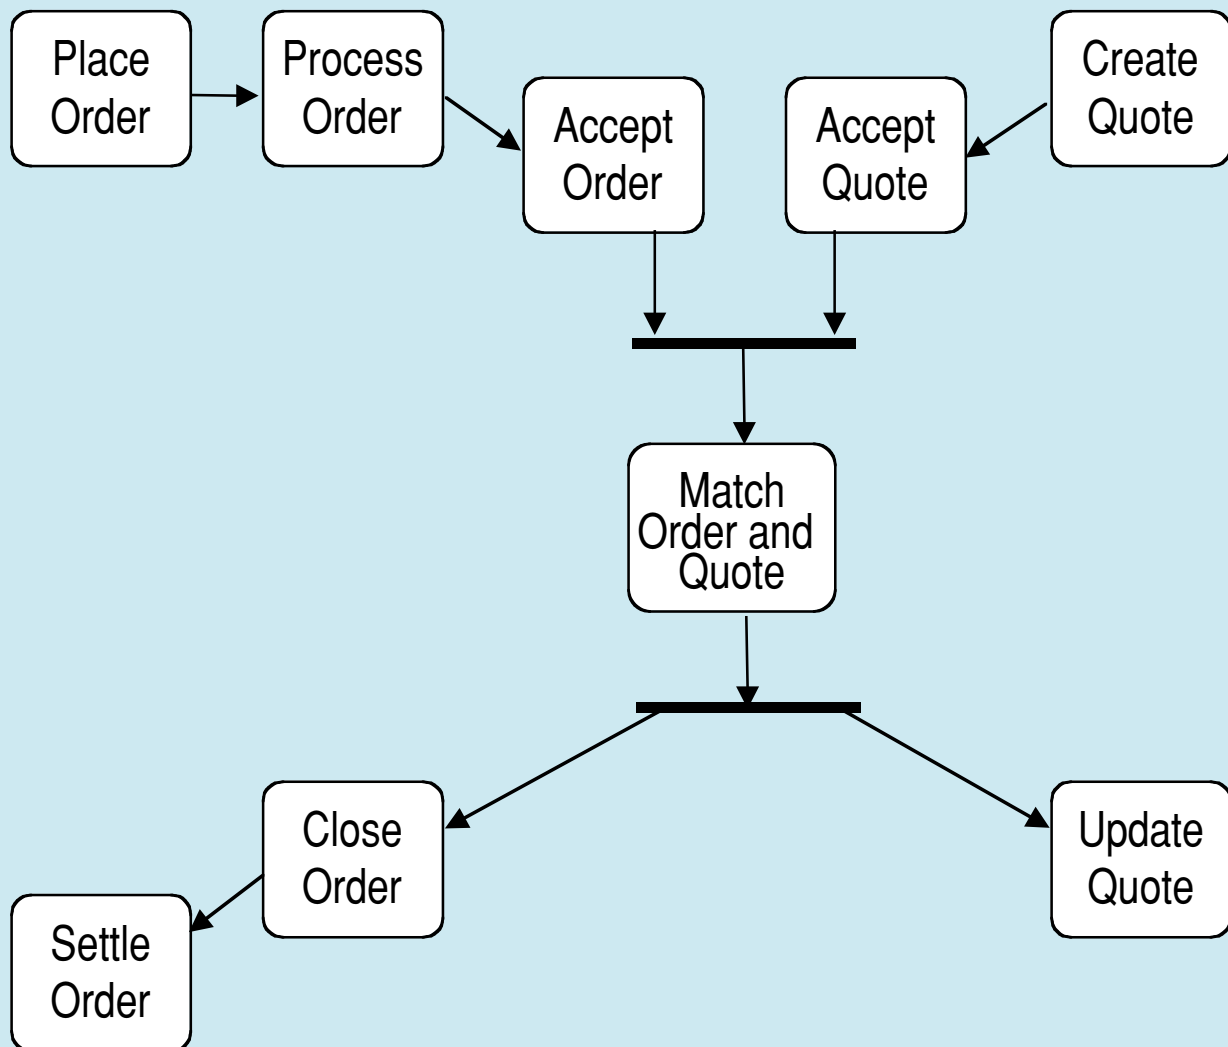 Place
Order
Process
Order
Accept
Order
Accept
Quote
Create
Quote
Match
Order and
Quote
Close
Order
Update
Quote
Settle
Order